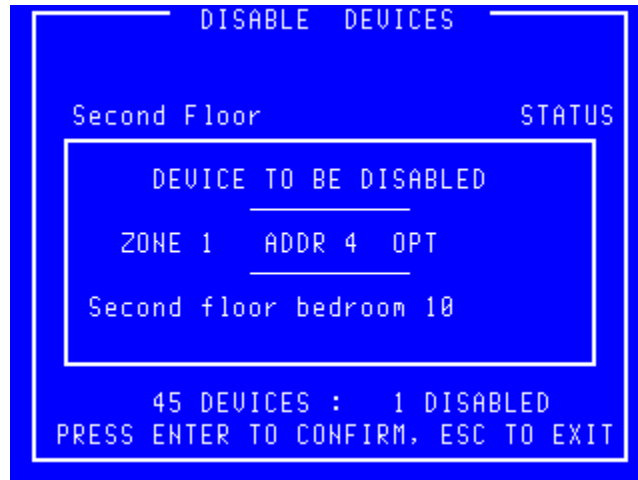 DISABLE DEVICES
Second Floor STATUS
DEVICE TO BE DISABLED
ZONE 1 ADDR 4 OPT
Second floor bedroom 10
45 DEVICES : 1 DISABLED
PRESS ENTER TO CONFIRM, ESC TO EXIT